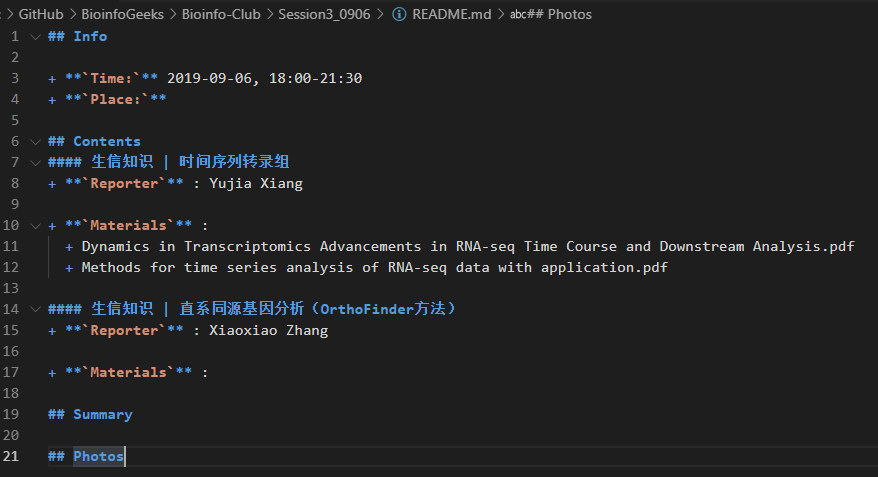 GitHub > BioinfoGeeks > Bioinfo-Club > Session3_0906 > README.md > abc## Photos
1 ## Info
2
3 + **`Time:`** 2019-09-06, 18:00-21:30
4 + **`Place:`**
5
6 ## Contents
7 #### 生信知识 | 时间序列转录组
8 + **`Reporter`** : Yujia Xiang
9
10 + **`Materials`** :
11 + Dynamics in Transcriptomics Advancements in RNA-seq Time Course and Downstream Analysis.pdf
12 + Methods for time series analysis of RNA-seq data with application.pdf
13
14 #### 生信知识 | 直系同源基因分析（OrthoFinder方法）
15 + **`Reporter`** : Xiaoxiao Zhang
16
17 + **`Materials`** :
18
19 ## Summary
20
21 ## Photos